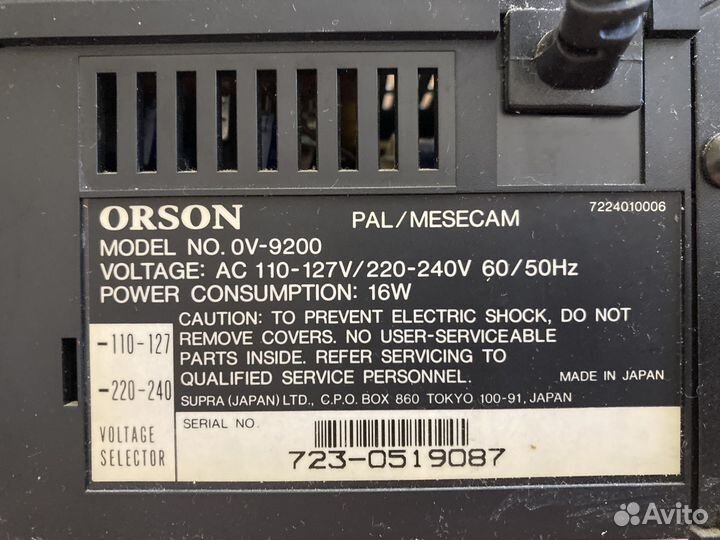 ORSON PAL/MESECAM 7224010006
MODEL NO. OV-9200
VOLTAGE: AC 110-127V/220-240V 60/50Hz
POWER CONSUMPTION: 16W
CAUTION: TO PREVENT ELECTRIC SHOCK, DO NOT
REMOVE COVERS. NO USER-SERVICEABLE
PARTS INSIDE. REFER SERVICING TO
QUALIFIED SERVICE PERSONNEL. MADE IN JAPAN
SUPRA (JAPAN) LTD., C.P.O. BOX 860 TOKYO 100-91, JAPAN
-110-127
-220-240
VOLTAGE
SELECTOR
SERIAL NO.
723-0519087
Avito